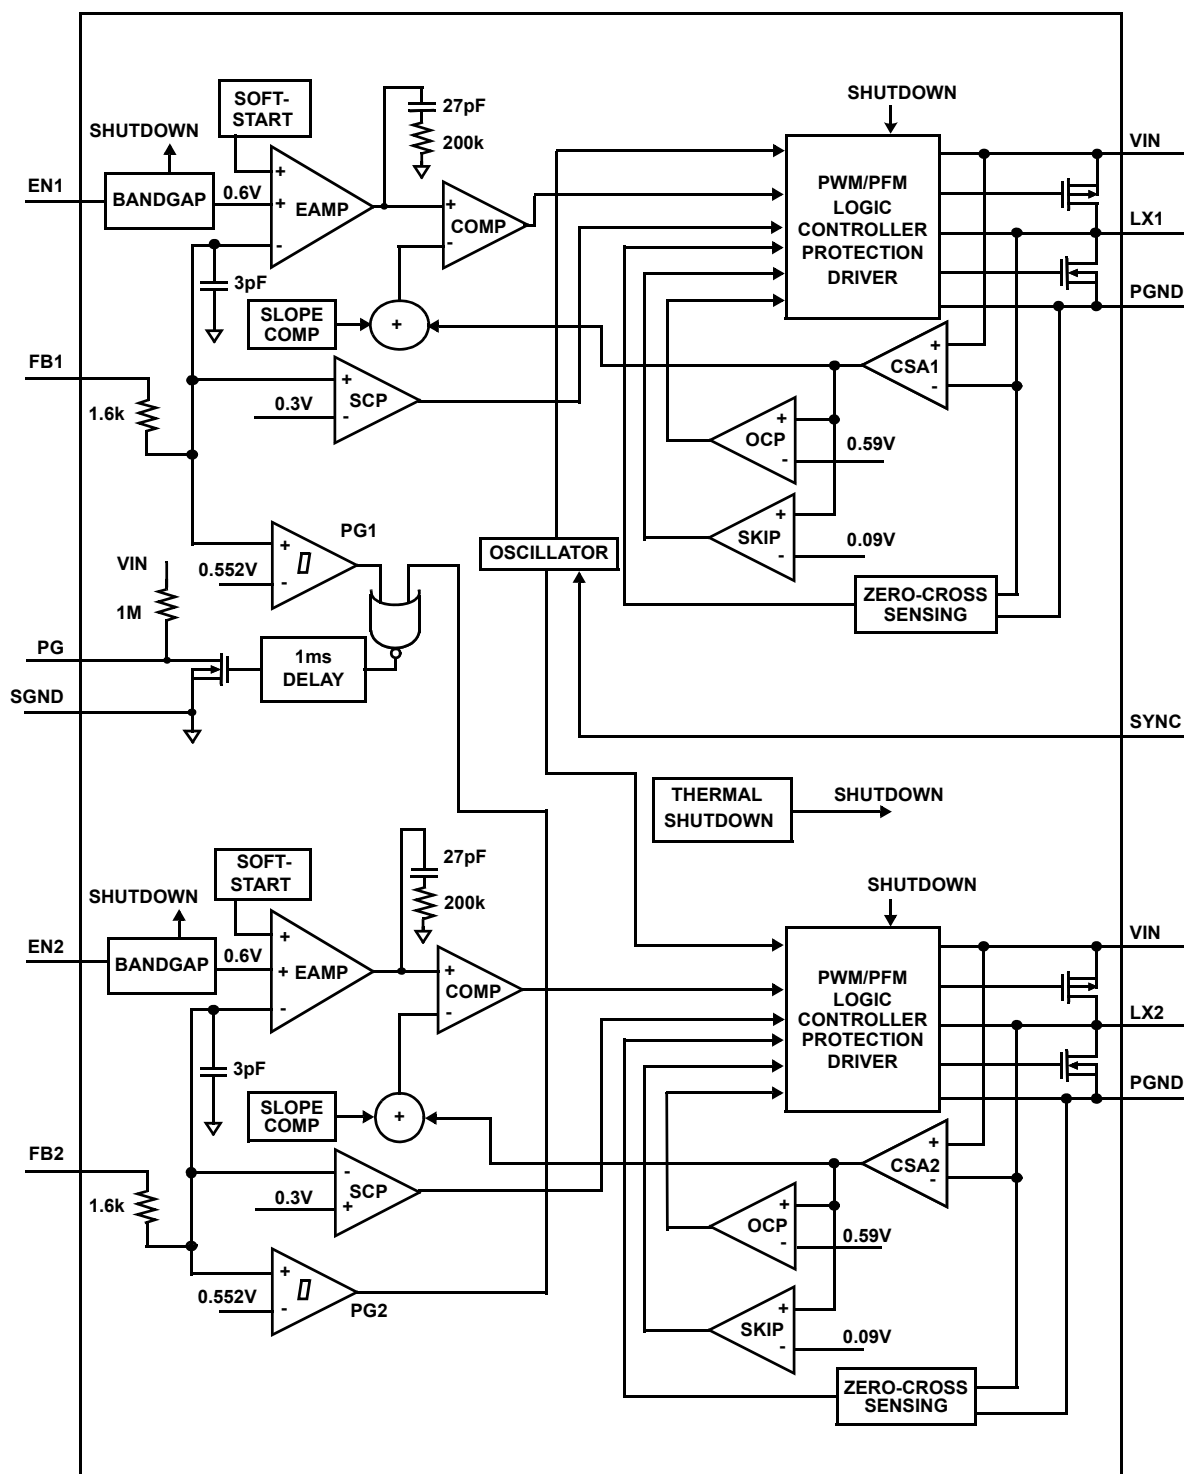 SHUTDOWN
SOFT-
START
27pF
200k
SHUTDOWN
VIN
EN1
BANDGAP
0.6V
+
+
-
EAMP
+
-
COMP
PWM/PFM
LOGIC
CONTROLLER
PROTECTION
DRIVER
LX1
3pF
SLOPE
COMP
+
PGND
FB1
1.6k
+
-
SCP
0.3V
+
-
CSA1
+
-
OCP
0.59V
+
-
PG1
0.552V
OSCILLATOR
+
-
SKIP
0.09V
VIN
1M
ZERO-CROSS
SENSING
PG
1ms
DELAY
SGND
SYNC
THERMAL
SHUTDOWN
SHUTDOWN
SOFT-
START
27pF
200k
SHUTDOWN
SHUTDOWN
VIN
EN2
BANDGAP
0.6V
+
+
-
EAMP
+
-
COMP
PWM/PFM
LOGIC
CONTROLLER
PROTECTION
DRIVER
LX2
3pF
PGND
SLOPE
COMP
+
FB2
1.6k
-
+
SCP
0.3V
+
-
CSA2
+
-
OCP
0.59V
+
-
0.552V
PG2
+
-
SKIP
0.09V
ZERO-CROSS
SENSING